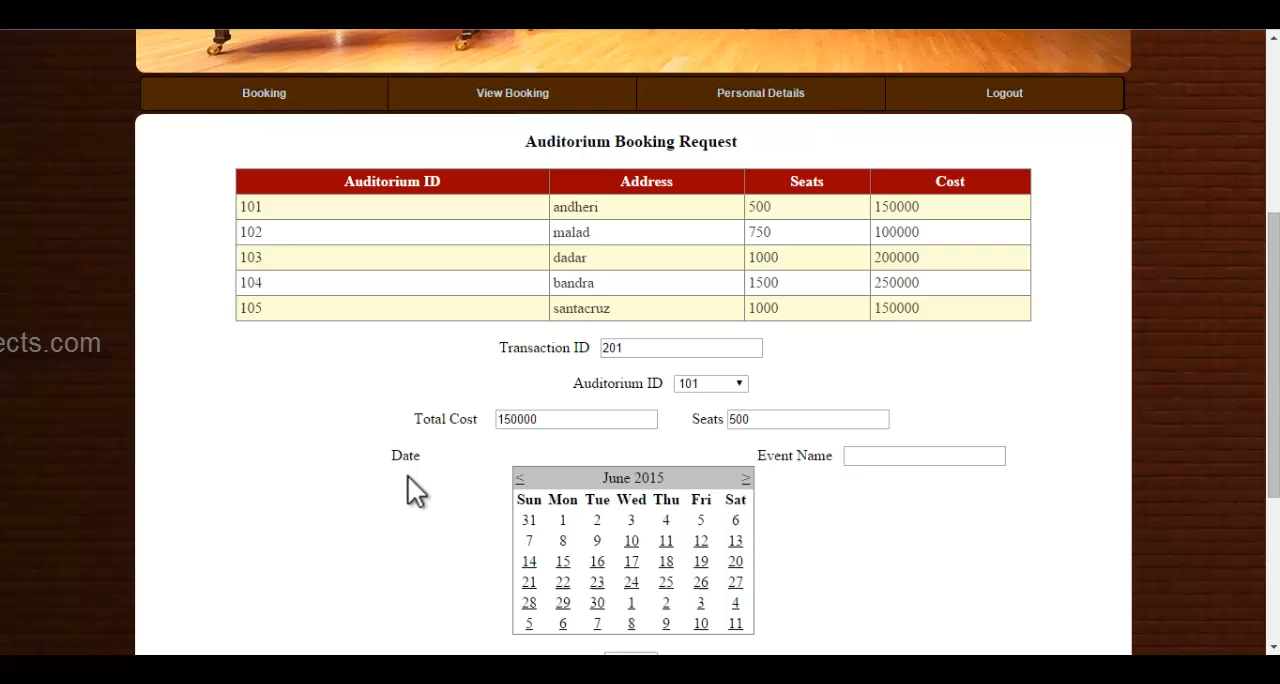 Booking View Booking Personal Details Logout
Auditorium Booking Request
Auditorium ID Address Seats Cost
101 andheri 500 150000
102 malad 750 100000
103 dadar 1000 200000
104 bandra 1500 250000
105 santacruz 1000 150000
ects.com
Transaction ID 201
Auditorium ID 101
Total Cost 150000 Seats 500
Date Event Name
< June 2015 >
Sun Mon Tue Wed Thu Fri Sat
31 1 2 3 4 5 6
7 8 9 10 11 12 13
14 15 16 17 18 19 20
21 22 23 24 25 26 27
28 29 30 1 2 3 4
5 6 7 8 9 10 11